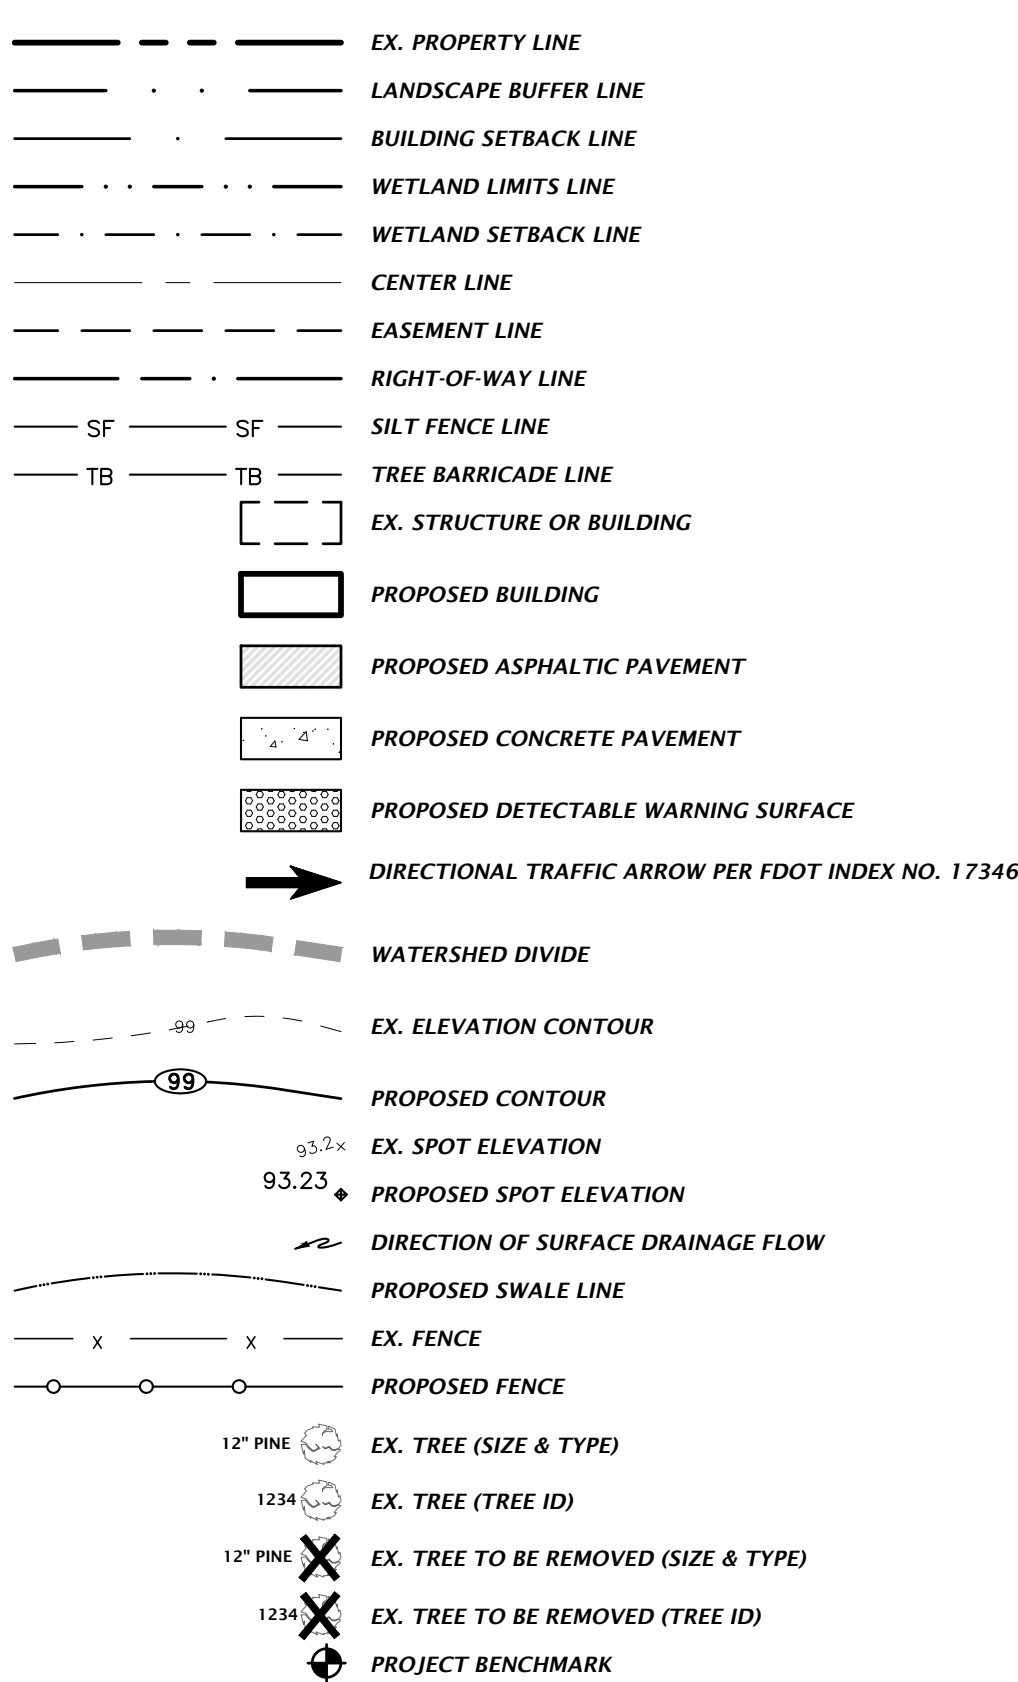 EX. PROPERTY LINE
LANDSCAPE BUFFER LINE
BUILDING SETBACK LINE
WETLAND LIMITS LINE
WETLAND SETBACK LINE
CENTER LINE
EASEMENT LINE
RIGHT-OF-WAY LINE
SF SF SILT FENCE LINE
TB TB TREE BARRICADE LINE
EX. STRUCTURE OR BUILDING
PROPOSED BUILDING
PROPOSED ASPHALTIC PAVEMENT
PROPOSED CONCRETE PAVEMENT
PROPOSED DETECTABLE WARNING SURFACE
DIRECTIONAL TRAFFIC ARROW PER FDOT INDEX NO. 17346
WATERSHED DIVIDE
99 EX. ELEVATION CONTOUR
99 PROPOSED CONTOUR
93.2x EX. SPOT ELEVATION
93.23 PROPOSED SPOT ELEVATION
DIRECTION OF SURFACE DRAINAGE FLOW
PROPOSED SWALE LINE
X X EX. FENCE
PROPOSED FENCE
12" PINE EX. TREE (SIZE & TYPE)
1234 EX. TREE (TREE ID)
12" PINE EX. TREE TO BE REMOVED (SIZE & TYPE)
1234 EX. TREE TO BE REMOVED (TREE ID)
PROJECT BENCHMARK